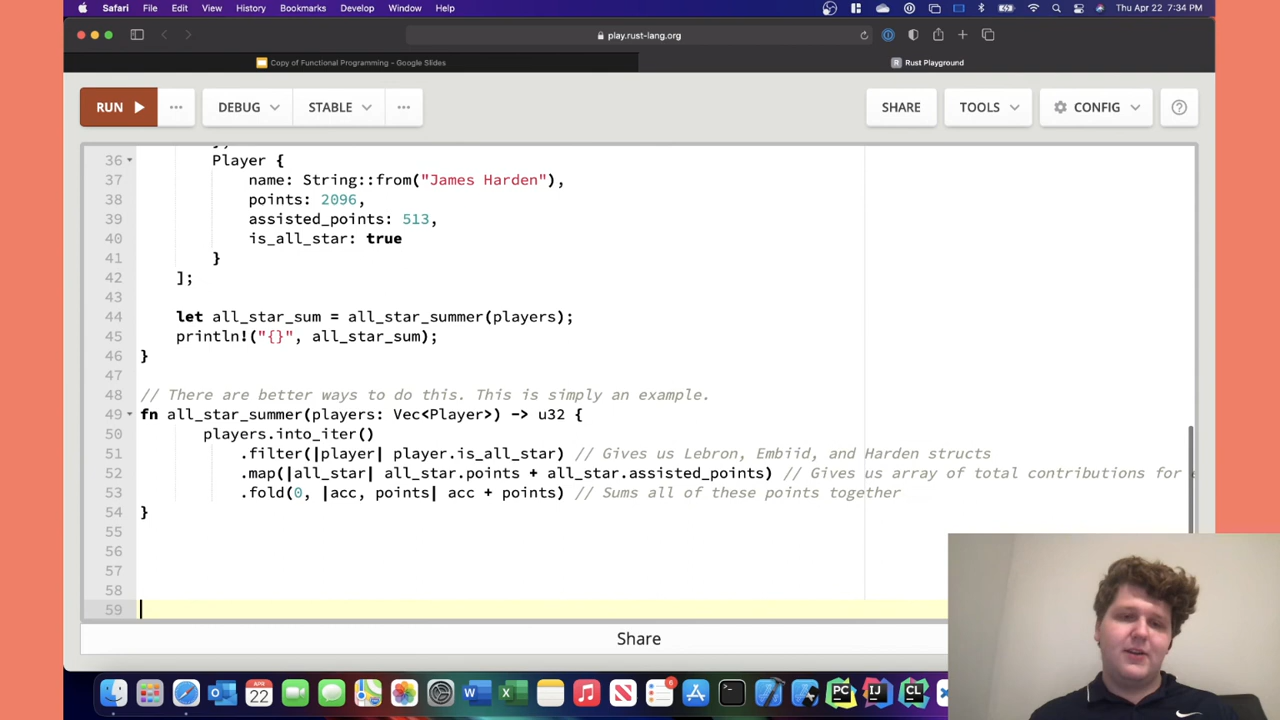 Safari File Edit View History Bookmarks Develop Window Help Thu Apr 22 7:34 PM
play.rust-lang.org
Copy of Functional Programming - Google Slides
R Rust Playground
RUN ... DEBUG STABLE ... SHARE TOOLS CONFIG ?
36 Player {
37 name: String::from("James Harden"),
38 points: 2096,
39 assisted_points: 513,
40 is_all_star: true
41 }
42 ];
43
44 let all_star_sum = all_star_summer(players);
45 println!("{}", all_star_sum);
46 }
47
48 // There are better ways to do this. This is simply an example.
49 fn all_star_summer(players: Vec<Player>) -> u32 {
50 players.into_iter()
51 .filter(|player| player.is_all_star) // Gives us Lebron, Embiid, and Harden structs
52 .map(|all_star| all_star.points + all_star.assisted_points) // Gives us array of total contributions for
53 .fold(0, |acc, points| acc + points) // Sums all of these points together
54 }
55
56
57
58
59
Share
APR 22 W X 6 >_ PC IJ CL